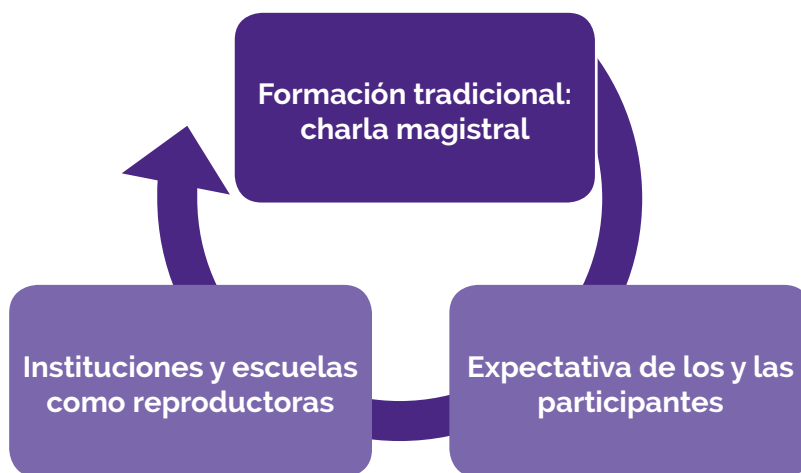 Formación tradicional:
charla magistral
Instituciones y escuelas
como reproductoras
Expectativa de los y las
participantes